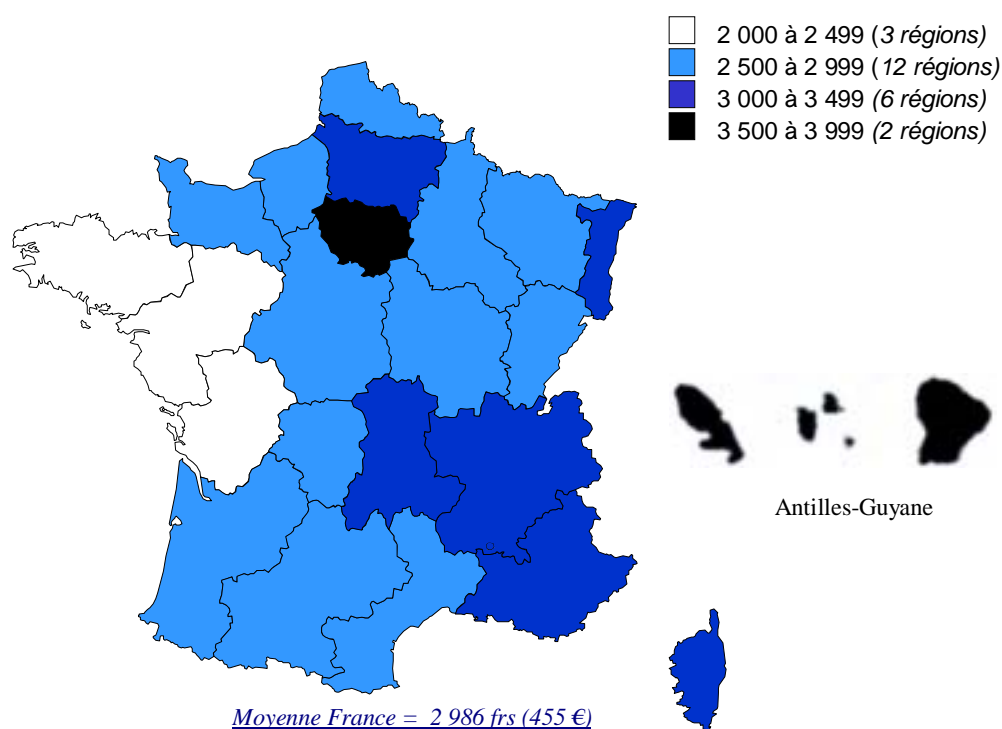 2 000 à 2 499 (3 régions)
2 500 à 2 999 (12 régions)
3 000 à 3 499 (6 régions)
3 500 à 3 999 (2 régions)
Antilles-Guyane
Moyenne France = 2 986 frs (455 €)